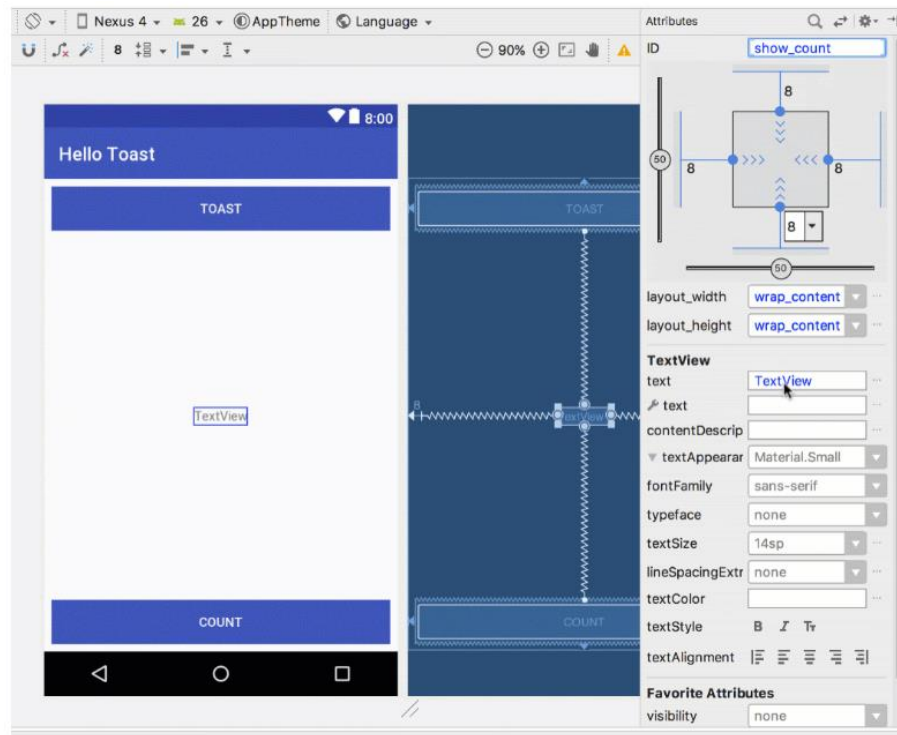 Nexus 4 26 AppTheme Language
8 90%
8:00
Hello Toast
TOAST
TextView
COUNT
TOAST
8
TextView
COUNT
Attributes
ID show_count
8
50 8 8
8
50
layout_width wrap_content
layout_height wrap_content
TextView
text TextView
text
contentDescrip
textAppearar Material.Small
fontFamily sans-serif
typeface none
textSize 14sp
lineSpacingExtr none
textColor
textStyle B I Tt
textAlignment
Favorite Attributes
visibility none